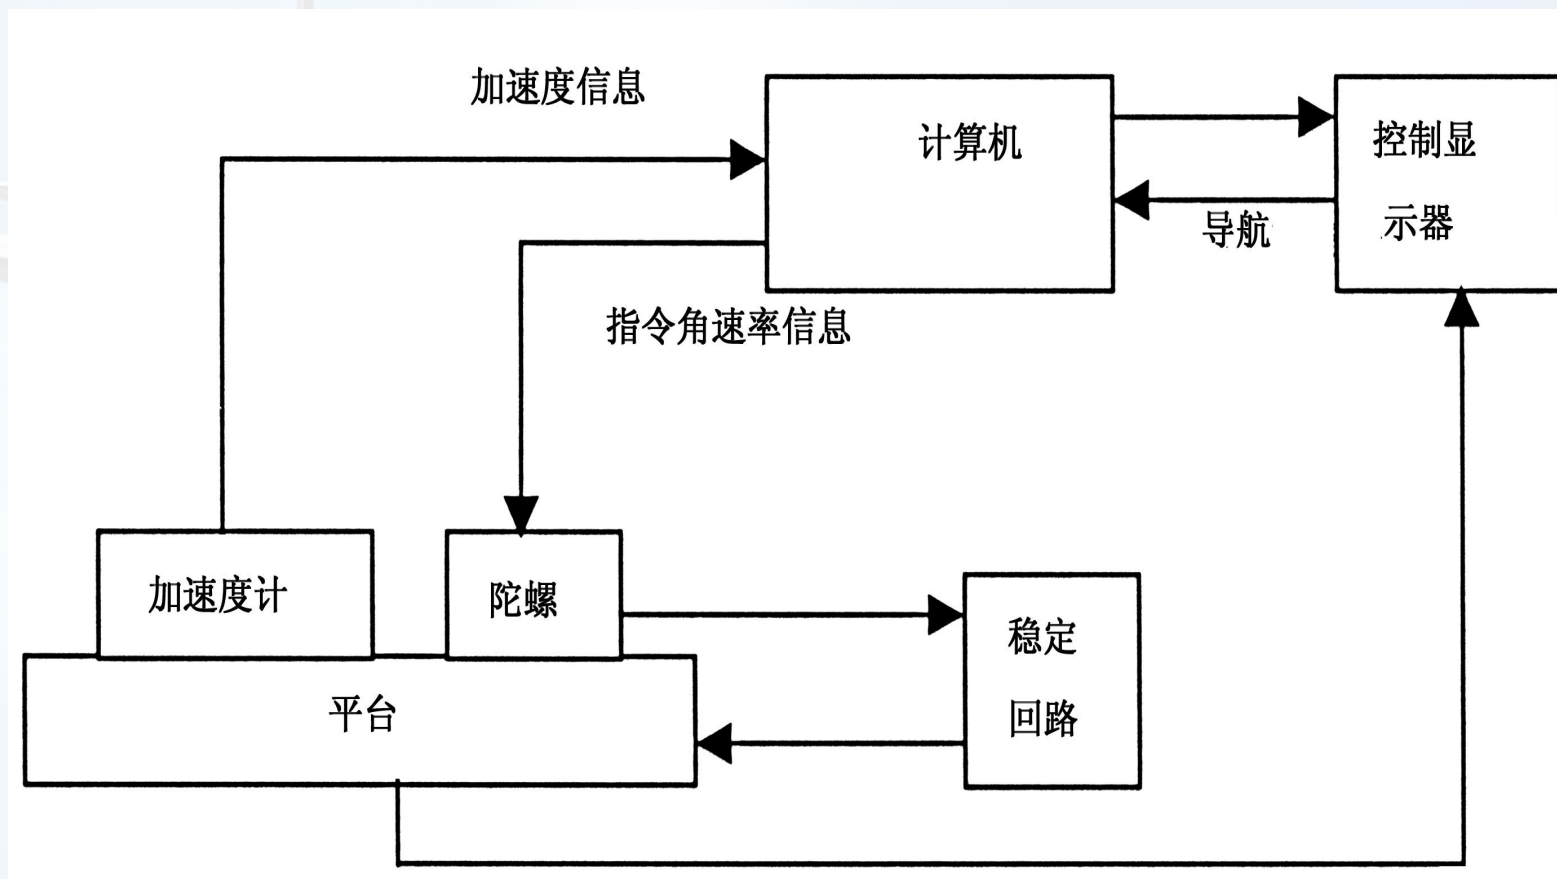 加速度信息
计算机
控制显
示器
导航
指令角速率信息
加速度计
陀螺
稳定
回路
平台